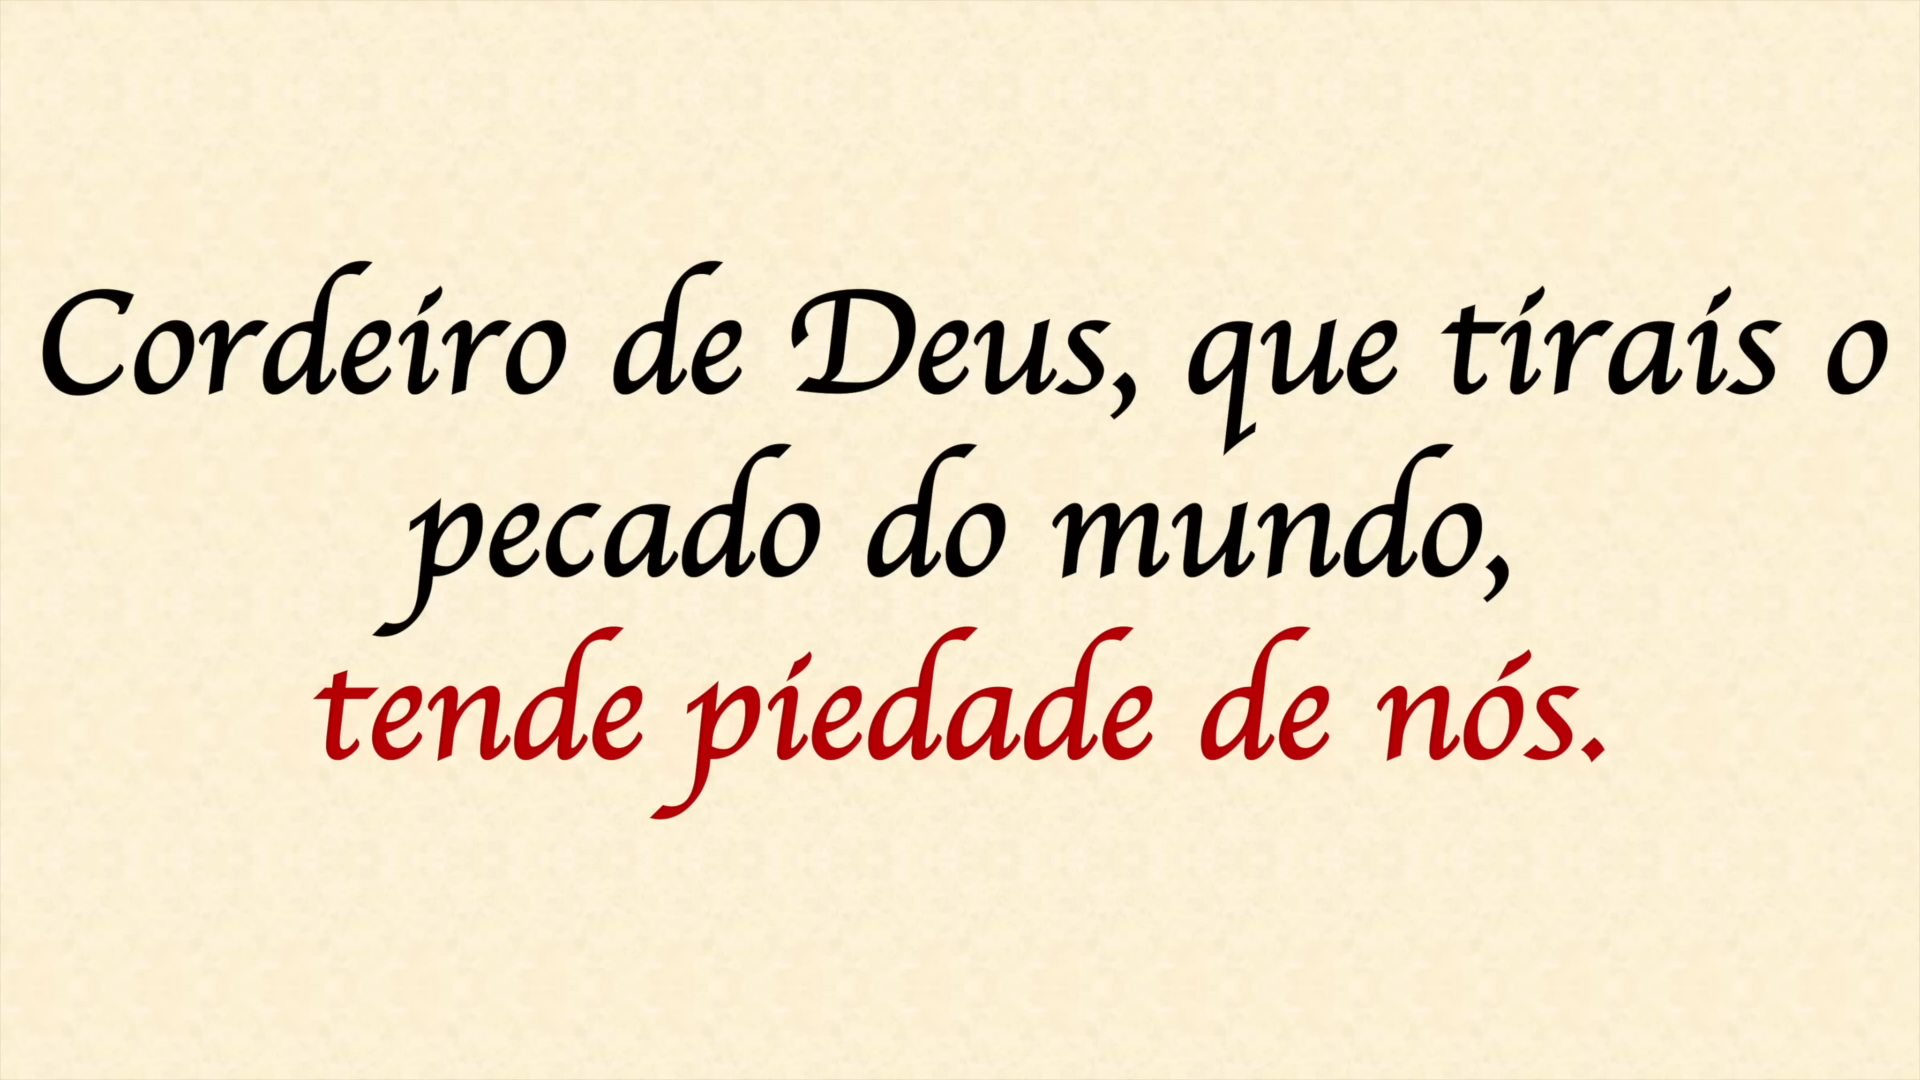 Cordeiro de Deus, que tirais o
pecado do mundo,
tende piedade de nós.